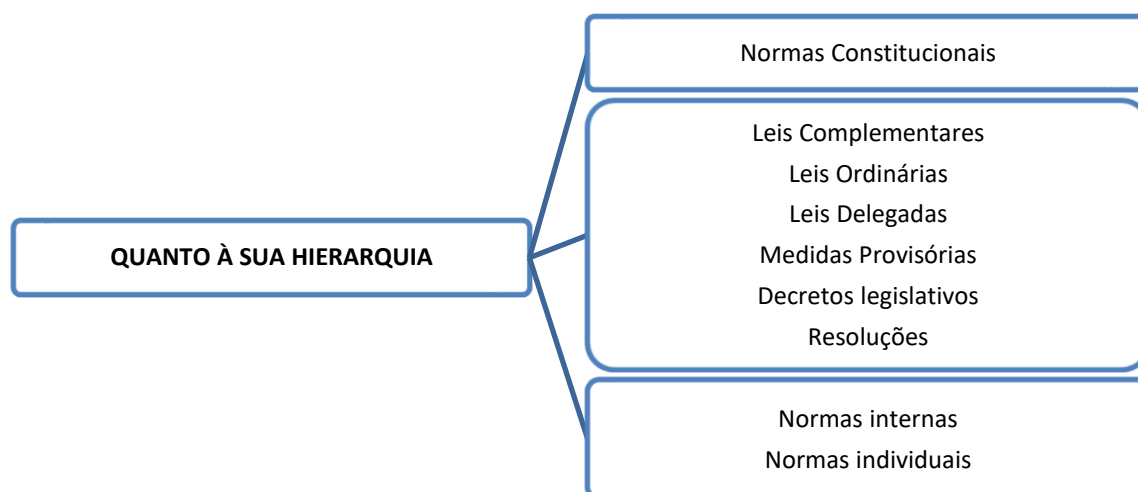 Normas Constitucionais
Leis Complementares
Leis Ordinárias
Leis Delegadas
Medidas Provisórias
Decretos legislativos
Resoluções
QUANTO À SUA HIERARQUIA
Normas internas
Normas individuais